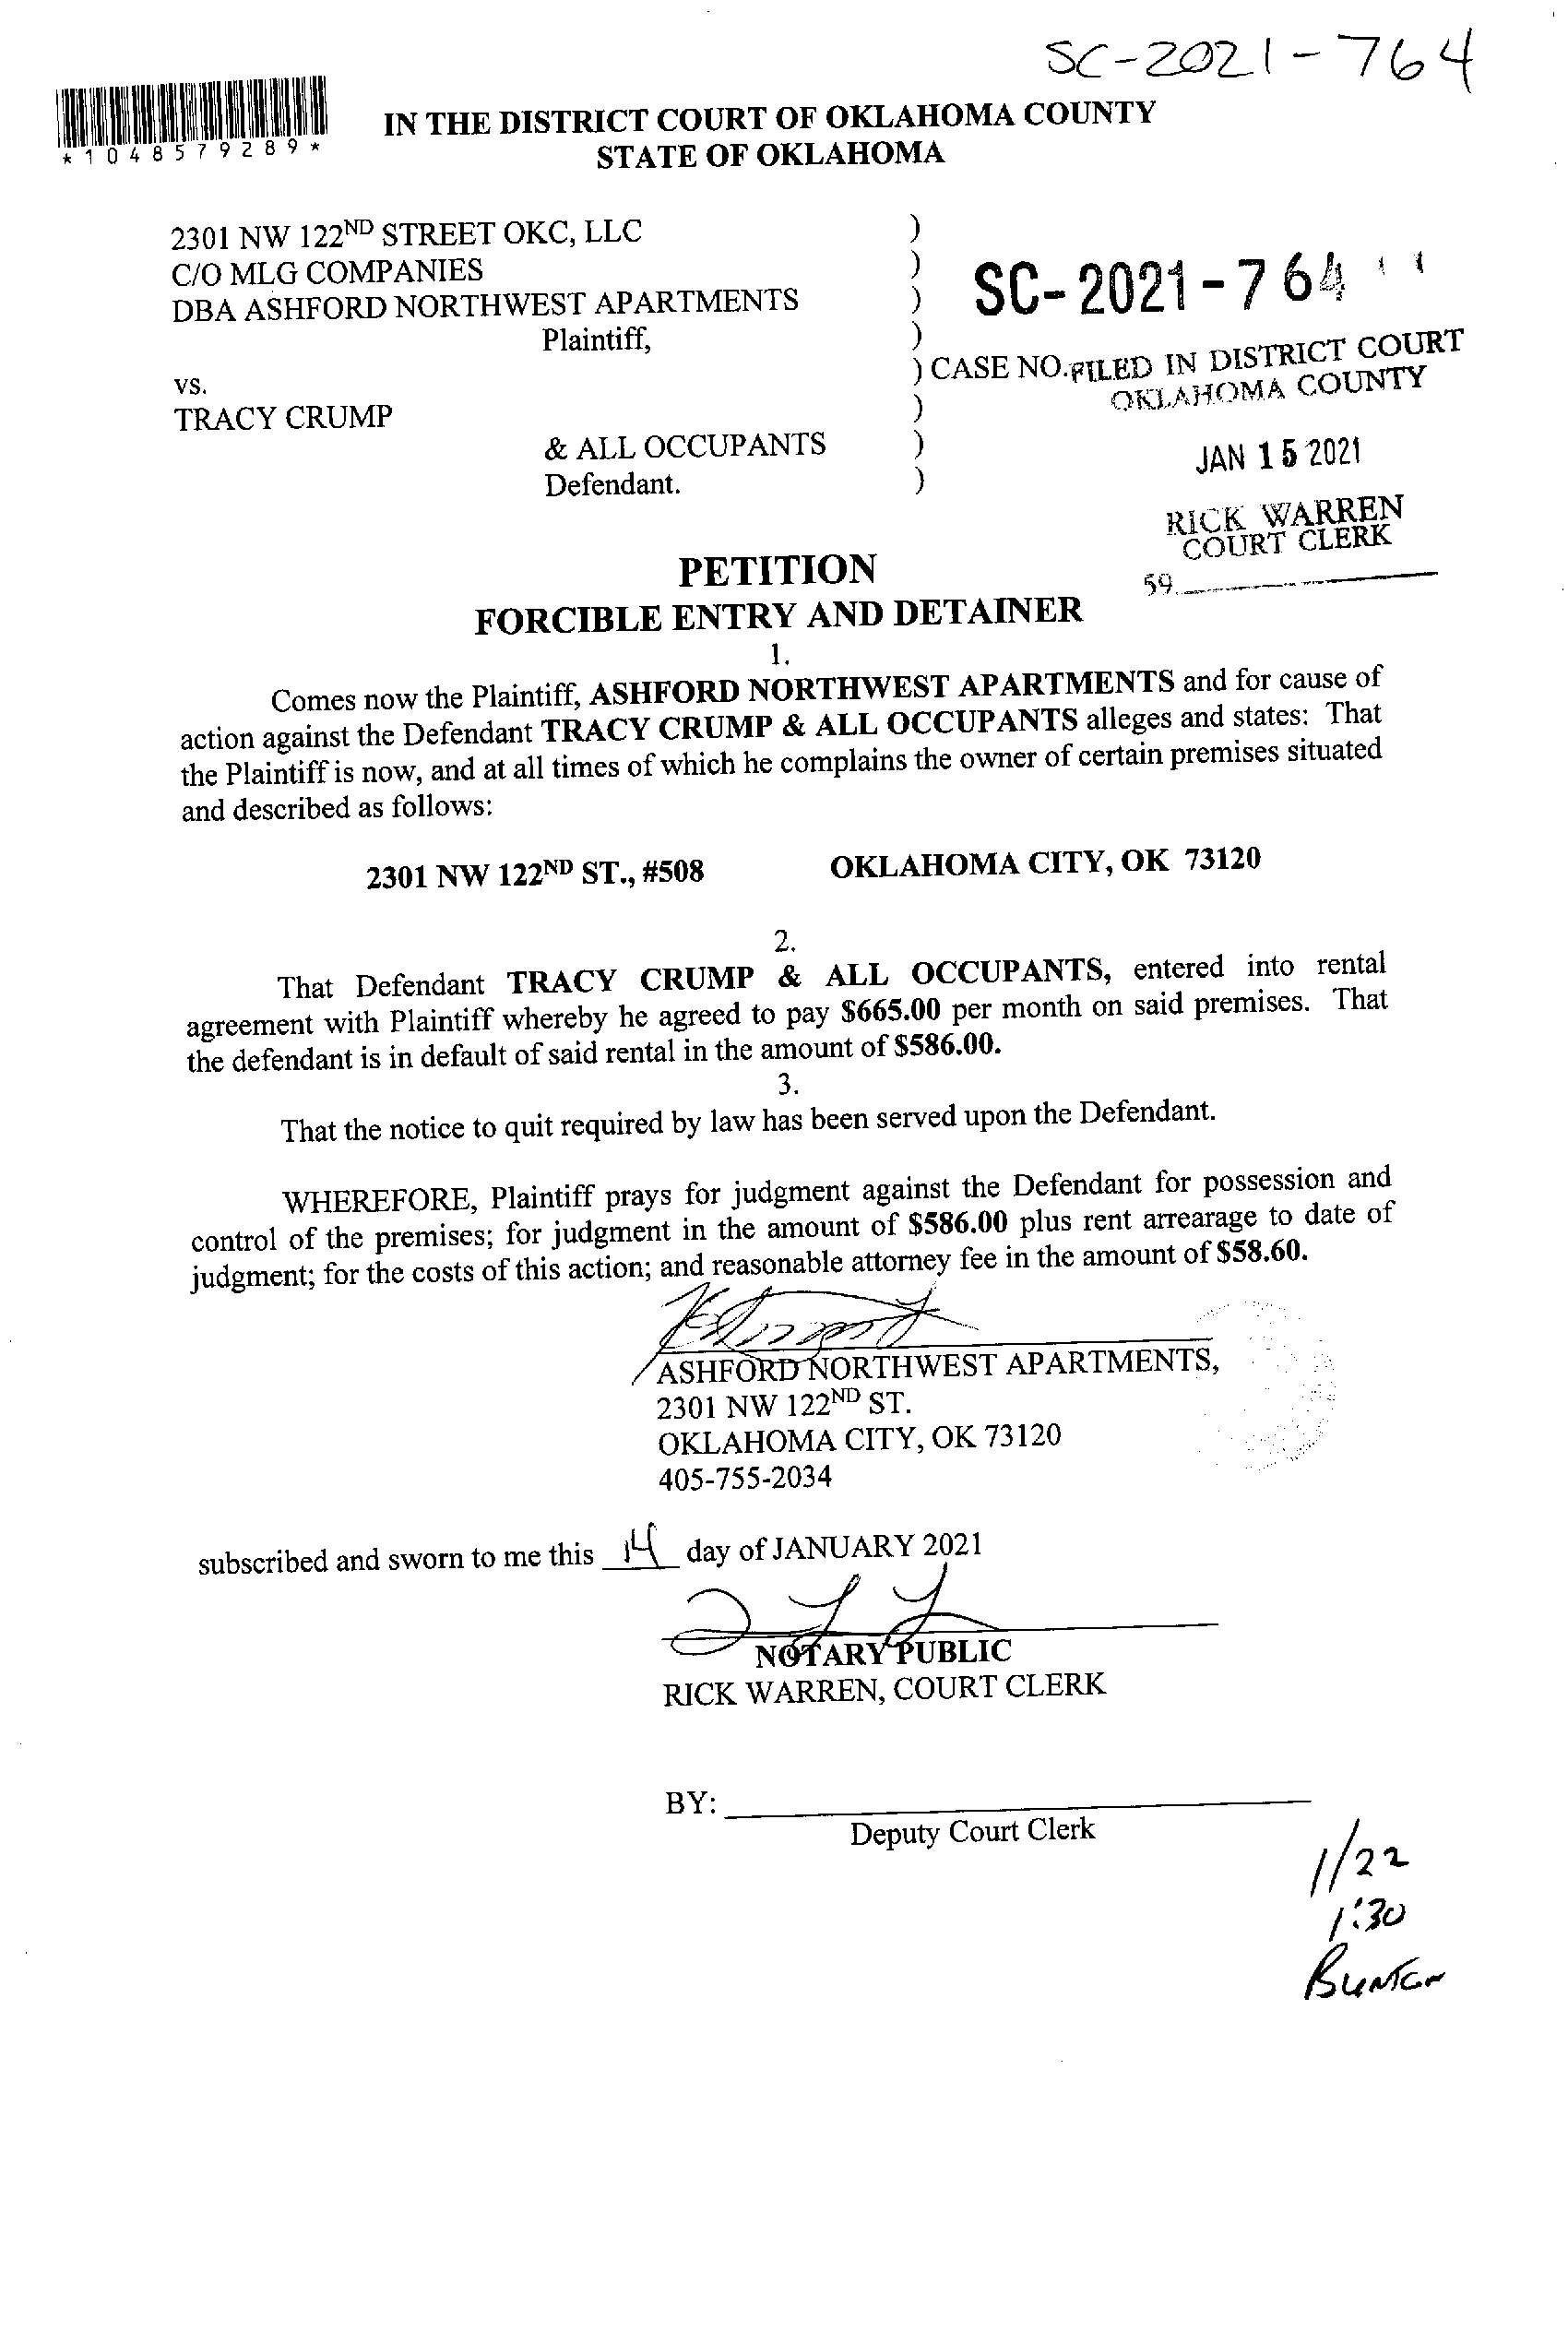 SC-2021-764
*1048579289*
IN THE DISTRICT COURT OF OKLAHOMA COUNTY
STATE OF OKLAHOMA
2301 NW 122ND STREET OKC, LLC )
C/O MLG COMPANIES )
DBA ASHFORD NORTHWEST APARTMENTS )
SC-2021-764
Plaintiff, )
) CASE NO.
FILED IN DISTRICT COURT
OKLAHOMA COUNTY
vs.
TRACY CRUMP )
& ALL OCCUPANTS )
Defendant. )
JAN 15 2021
RICK WARREN
COURT CLERK
59
PETITION
FORCIBLE ENTRY AND DETAINER
1.
Comes now the Plaintiff, ASHFORD NORTHWEST APARTMENTS and for cause of
action against the Defendant TRACY CRUMP & ALL OCCUPANTS alleges and states: That
the Plaintiff is now, and at all times of which he complains the owner of certain premises situated
and described as follows:
2301 NW 122ND ST., #508 OKLAHOMA CITY, OK 73120
2.
That Defendant TRACY CRUMP & ALL OCCUPANTS, entered into rental
agreement with Plaintiff whereby he agreed to pay $665.00 per month on said premises. That
the defendant is in default of said rental in the amount of $586.00.
3.
That the notice to quit required by law has been served upon the Defendant.
WHEREFORE, Plaintiff prays for judgment against the Defendant for possession and
control of the premises; for judgment in the amount of $586.00 plus rent arrearage to date of
judgment; for the costs of this action; and reasonable attorney fee in the amount of $58.60.
ASHFORD NORTHWEST APARTMENTS,
2301 NW 122ND ST.
OKLAHOMA CITY, OK 73120
405-755-2034
subscribed and sworn to me this 14 day of JANUARY 2021
NOTARY PUBLIC
RICK WARREN, COURT CLERK
BY:
Deputy Court Clerk
1/22
1:30
Bunter